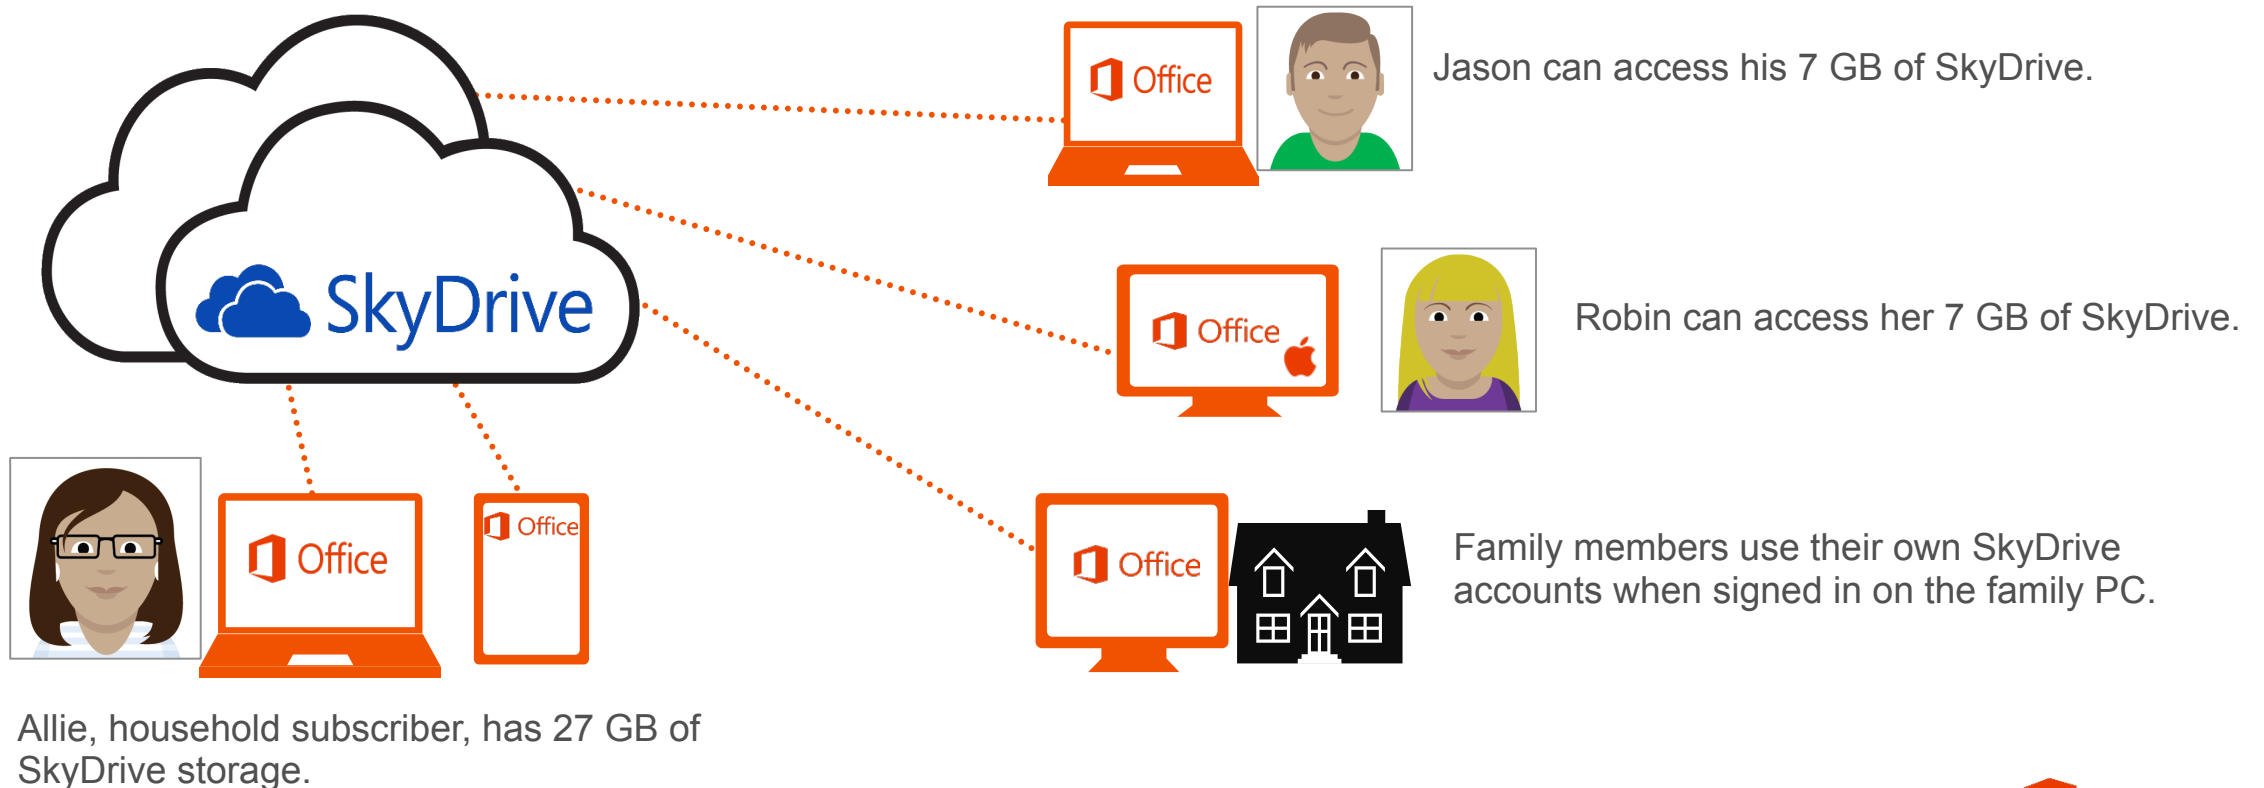 Office
Jason can access his 7 GB of SkyDrive.
SkyDrive
Office
Robin can access her 7 GB of SkyDrive.
Office
Office
Office
Family members use their own SkyDrive
accounts when signed in on the family PC.
Allie, household subscriber, has 27 GB of
SkyDrive storage.